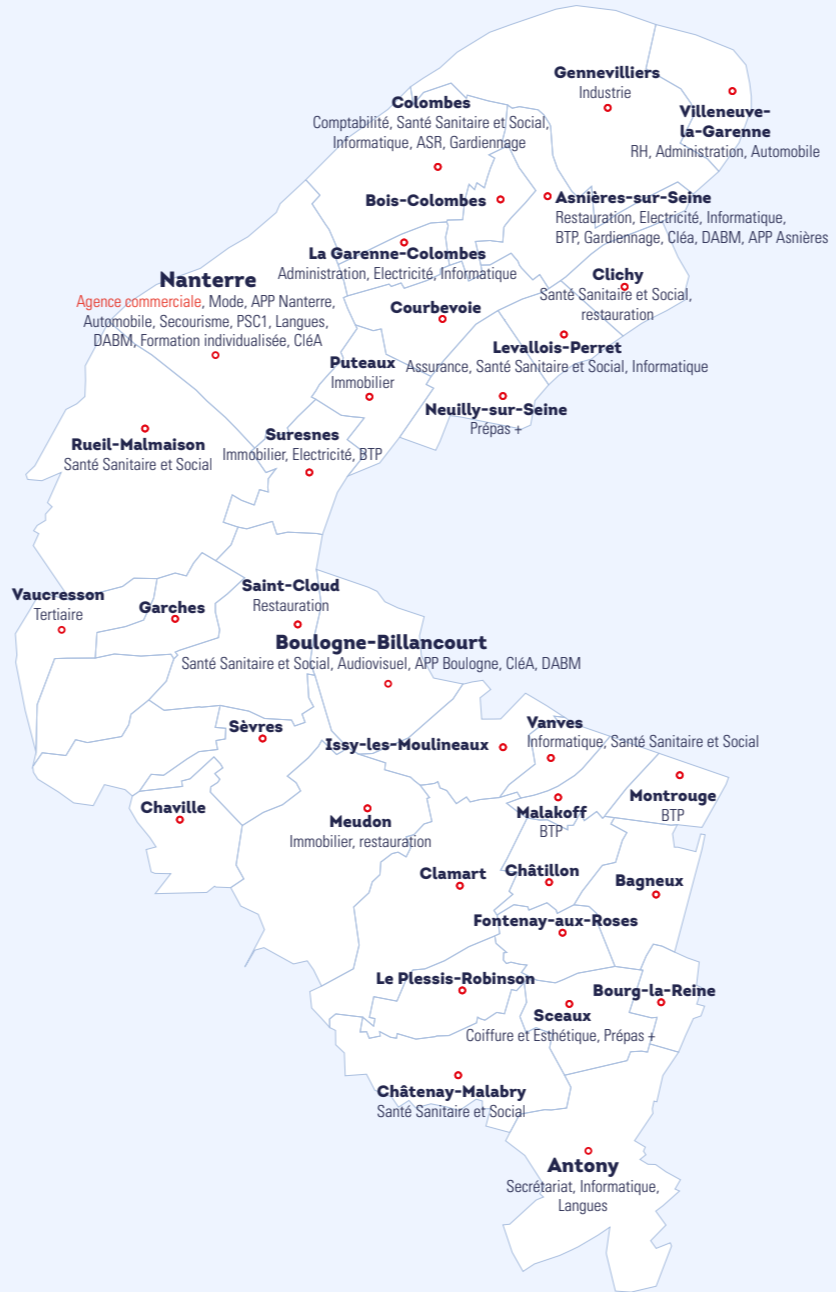 Gennevilliers
Industrie
Villeneuve-
la-Garenne
RH, Administration, Automobile
Colombes
Comptabilité, Santé Sanitaire et Social,
Informatique, ASR, Gardiennage
Bois-Colombes
Asnières-sur-Seine
Restauration, Electricité, Informatique,
BTP, Gardiennage, Cléa, DABM, APP Asnières
La Garenne-Colombes
Administration, Electricité, Informatique
Clichy
Santé Sanitaire et Social,
restauration
Nanterre
Agence commerciale, Mode, APP Nanterre,
Automobile, Secourisme, PSC1, Langues,
DABM, Formation individualisée, CléA
Courbevoie
Levallois-Perret
Assurance, Santé Sanitaire et Social, Informatique
Puteaux
Immobilier
Neuilly-sur-Seine
Prépas +
Rueil-Malmaison
Santé Sanitaire et Social
Suresnes
Immobilier, Electricité, BTP
Vaucresson
Tertiaire
Garches
Saint-Cloud
Restauration
Boulogne-Billancourt
Santé Sanitaire et Social, Audiovisuel, APP Boulogne, CléA, DABM
Sèvres
Issy-les-Moulineaux
Vanves
Informatique, Santé Sanitaire et Social
Chaville
Meudon
Immobilier, restauration
Malakoff
BTP
Montrouge
BTP
Clamart
Châtillon
Bagneux
Fontenay-aux-Roses
Le Plessis-Robinson
Bourg-la-Reine
Sceaux
Coiffure et Esthétique, Prépas +
Châtenay-Malabry
Santé Sanitaire et Social
Antony
Secrétariat, Informatique,
Langues